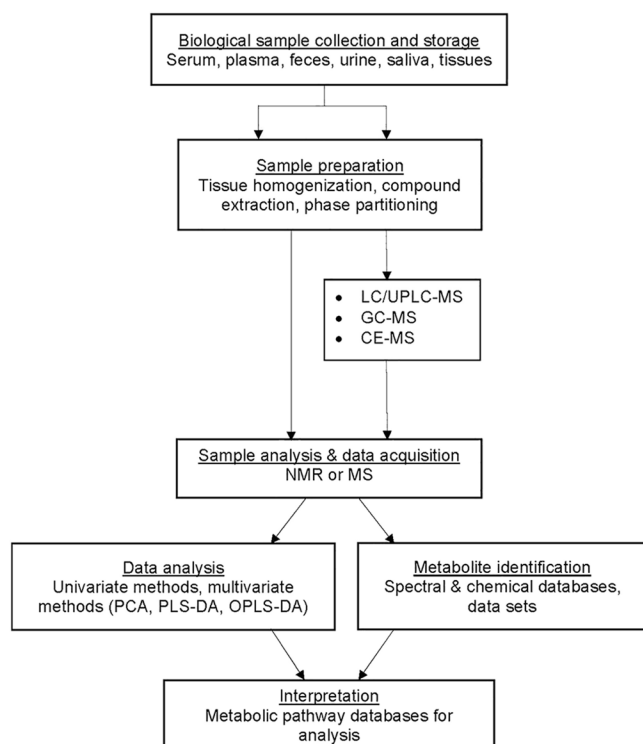 Biological sample collection and storage
Serum, plasma, feces, urine, saliva, tissues
Sample preparation
Tissue homogenization, compound
extraction, phase partitioning
• LC/UPLC-MS
• GC-MS
• CE-MS
Sample analysis & data acquisition
NMR or MS
Data analysis
Univariate methods, multivariate
methods (PCA, PLS-DA, OPLS-DA)
Metabolite identification
Spectral & chemical databases,
data sets
Interpretation
Metabolic pathway databases for
analysis